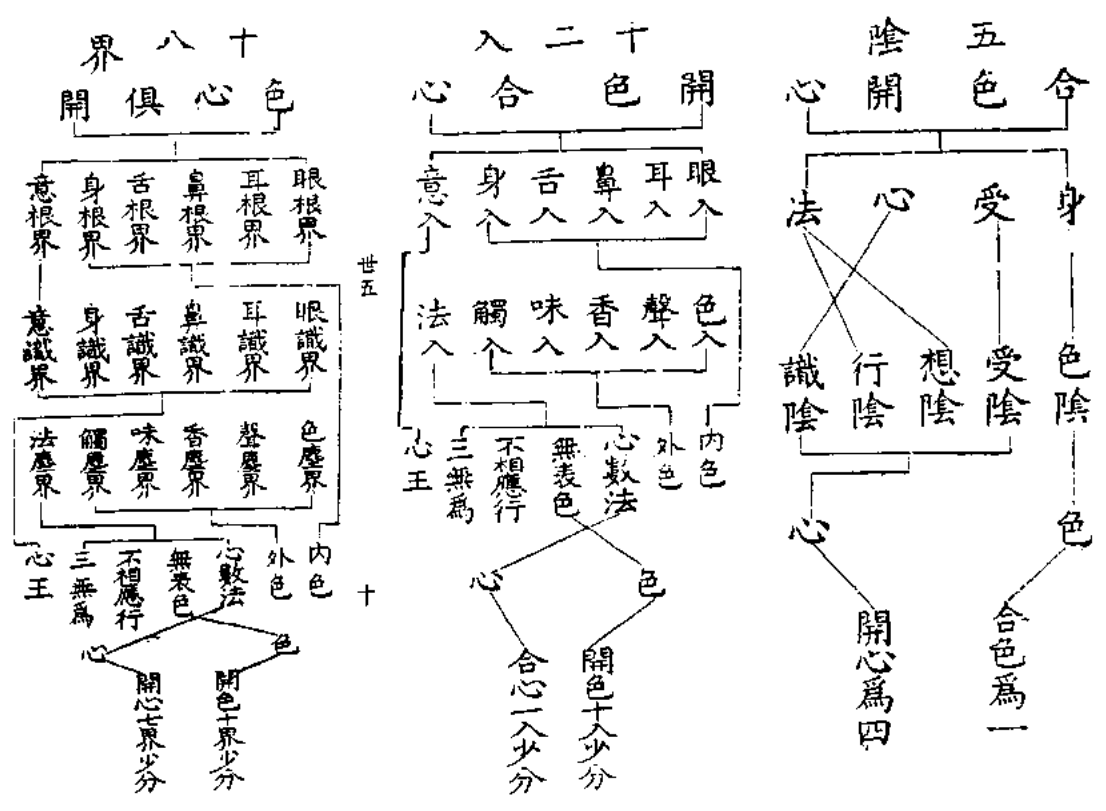 五陰
合色開心
身
受
心
法
色陰
受陰
想陰
行陰
識陰
色
心
合色為一
開心為四
十二入
開色合心
眼入
耳入
鼻入
舌入
身入
意入
色入
聲入
香入
味入
觸入
法入
内色
外色
心數法
無表色
不相應行
三無為
心王
色
心
開色十入少分
合心一入少分
卋五
十
十八界
色心俱開
眼根界
耳根界
鼻根界
舌根界
身根界
意根界
眼識界
耳識界
鼻識界
舌識界
身識界
意識界
色塵界
聲塵界
香塵界
味塵界
觸塵界
法塵界
内色
外色
心數法
無表色
不相應行
三無為
心王
色
心
開色十界少分
開心七界少分